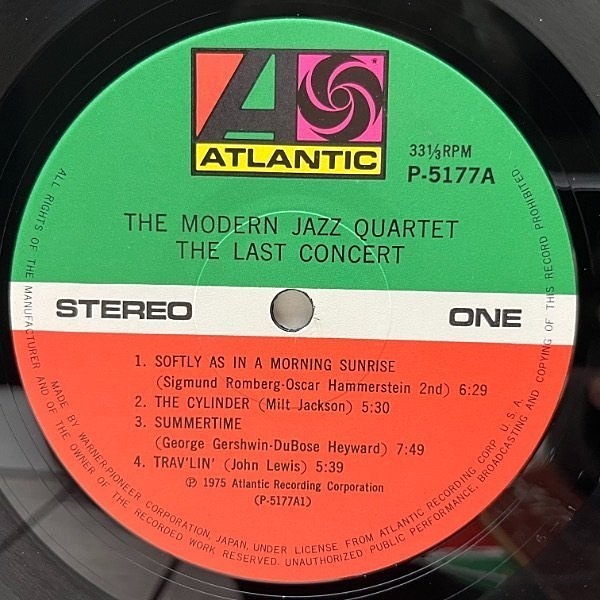 ATLANTIC
33⅓RPM
P-5177A
THE MODERN JAZZ QUARTET
THE LAST CONCERT
STEREO
ONE
1. SOFTLY AS IN A MORNING SUNRISE
(Sigmund Romberg-Oscar Hammerstein 2nd) 6:29
2. THE CYLINDER (Milt Jackson) 5:30
3. SUMMERTIME
(George Gershwin-DuBose Heyward) 7:49
4. TRAV'LIN' (John Lewis) 5:39
℗ 1975 Atlantic Recording Corporation
(P-5177A1)
MADE BY WARNER-PIONEER CORPORATION, JAPAN, UNDER LICENSE FROM ATLANTIC RECORDING CORP. U.S.A.
ALL RIGHTS OF THE MANUFACTURER AND OF THE OWNER OF THE RECORDED WORK RESERVED. UNAUTHORIZED PUBLIC PERFORMANCE, BROADCASTING AND COPYING OF THIS RECORD PROHIBITED.